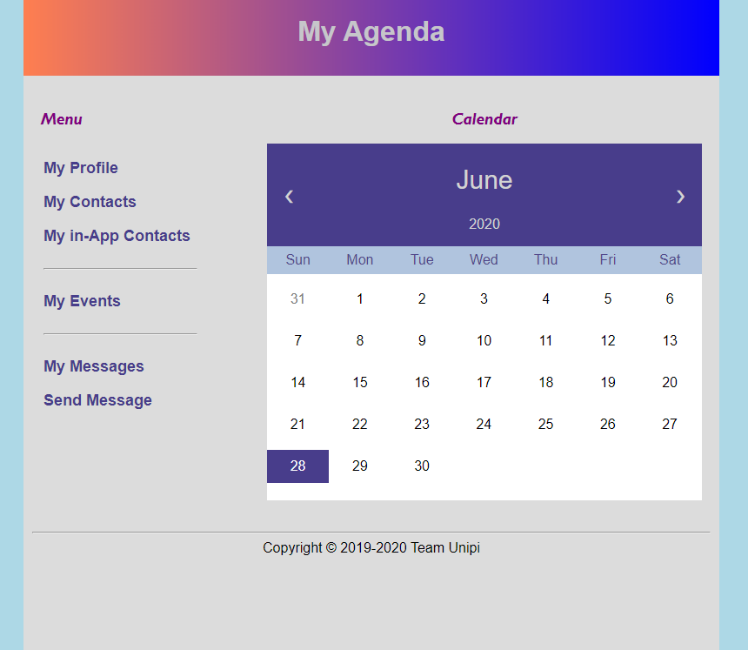 My Agenda
Menu
My Profile
My Contacts
My in-App Contacts
My Events
My Messages
Send Message
Calendar
‹ June ›
2020
Sun Mon Tue Wed Thu Fri Sat
31 1 2 3 4 5 6
7 8 9 10 11 12 13
14 15 16 17 18 19 20
21 22 23 24 25 26 27
28 29 30
Copyright © 2019-2020 Team Unipi